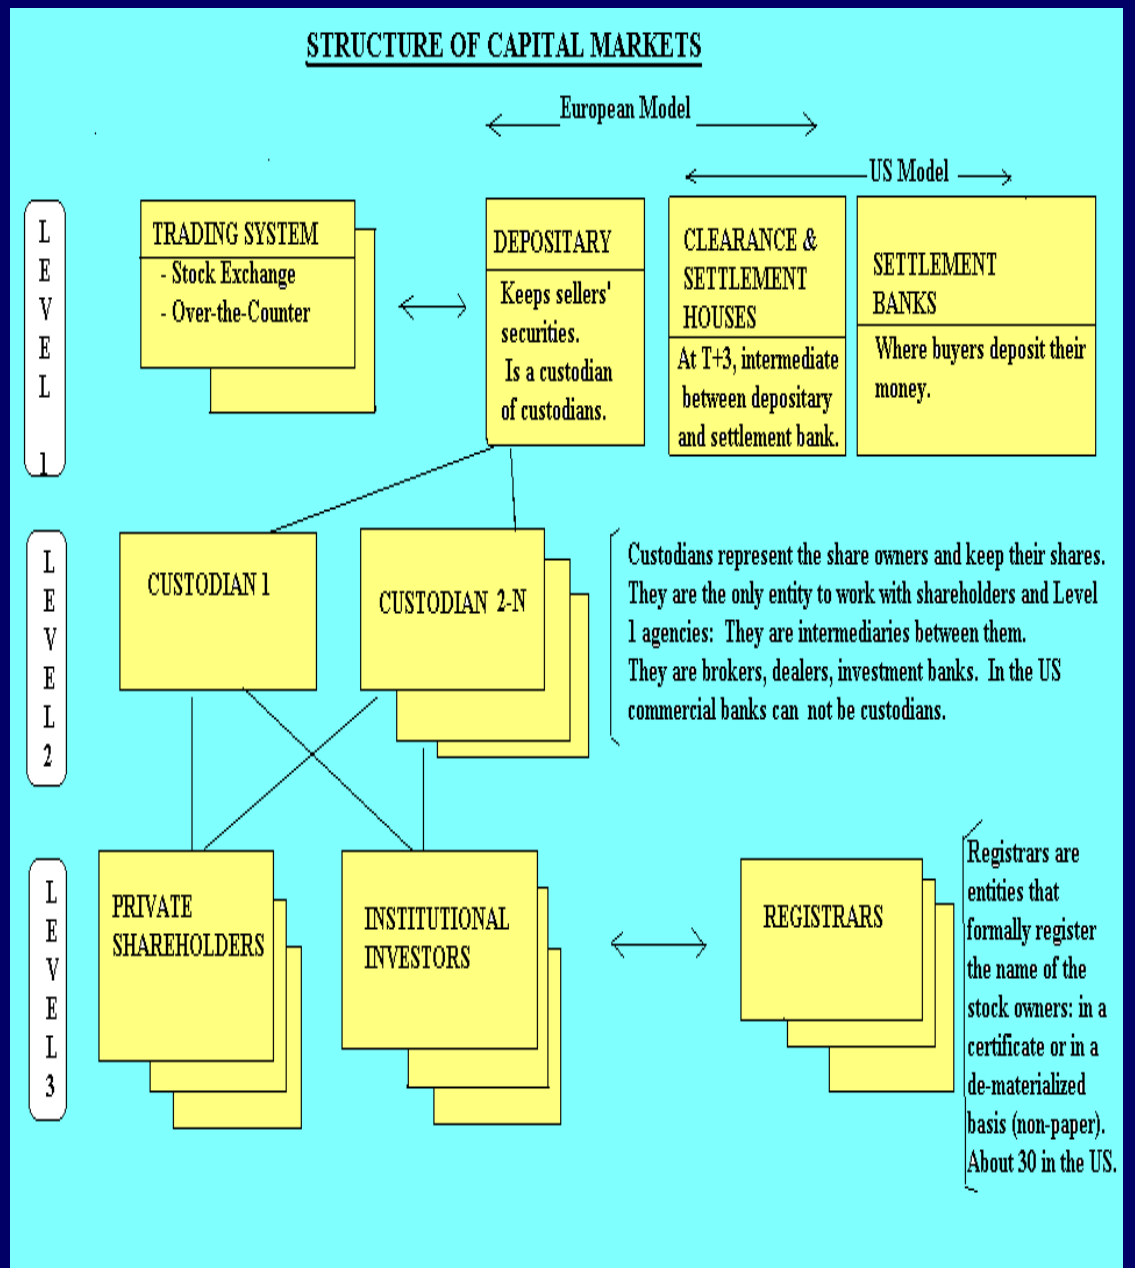 STRUCTURE OF CAPITAL MARKETS
European Model
US Model
L
E
V
E
L
1
TRADING SYSTEM
- Stock Exchange
- Over-the-Counter
DEPOSITARY
Keeps sellers'
securities.
Is a custodian
of custodians.
CLEARANCE &
SETTLEMENT
HOUSES
At T+3, intermediate
between depositary
and settlement bank.
SETTLEMENT
BANKS
Where buyers deposit their
money.
L
E
V
E
L
2
CUSTODIAN 1
CUSTODIAN 2-N
Custodians represent the share owners and keep their shares.
They are the only entity to work with shareholders and Level
1 agencies: They are intermediaries between them.
They are brokers, dealers, investment banks. In the US
commercial banks can not be custodians.
L
E
V
E
L
3
PRIVATE
SHAREHOLDERS
INSTITUTIONAL
INVESTORS
REGISTRARS
Registrars are
entities that
formally register
the name of the
stock owners: in a
certificate or in a
de-materialized
basis (non-paper).
About 30 in the US.